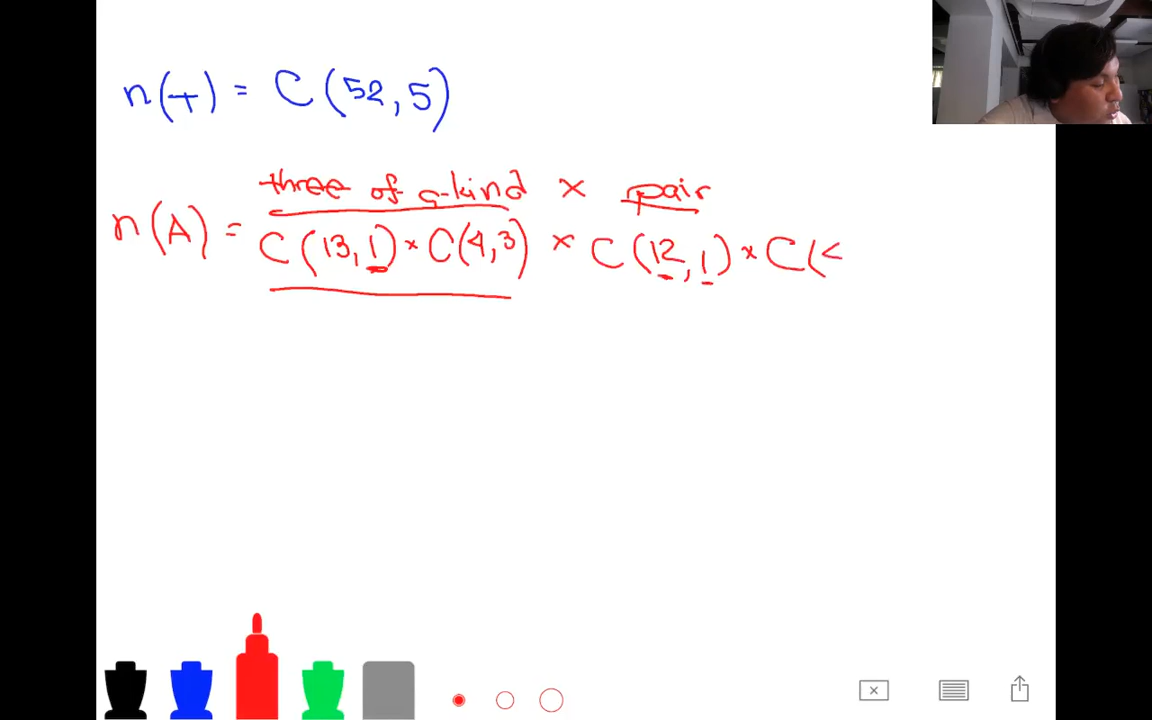 n(T) = C(52,5)
three of a-kind × pair
n(A) = C(13,1) × C(4,3) × C(12,1) × C(